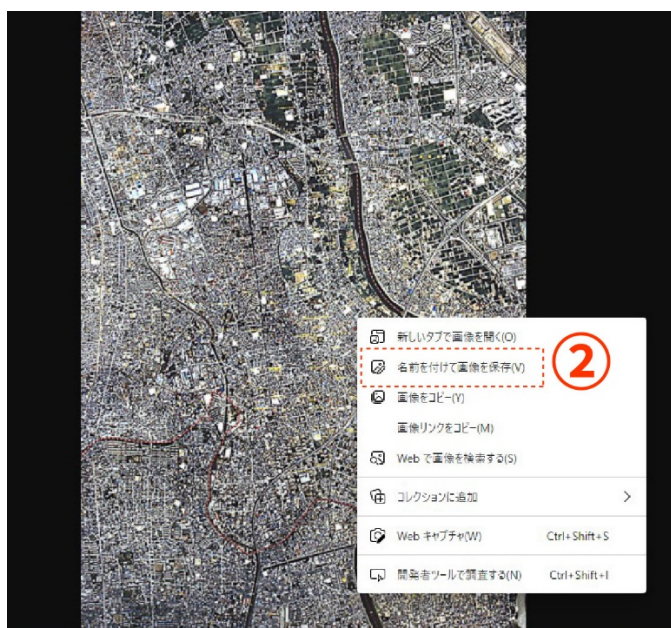 新しいタブで画像を開く(O)
名前を付けて画像を保存(V)
②
画像をコピー(Y)
画像リンクをコピー(M)
Web で画像を検索する(S)
コレクションに追加
Web キャプチャ(W) Ctrl+Shift+S
開発者ツールで調査する(N) Ctrl+Shift+I